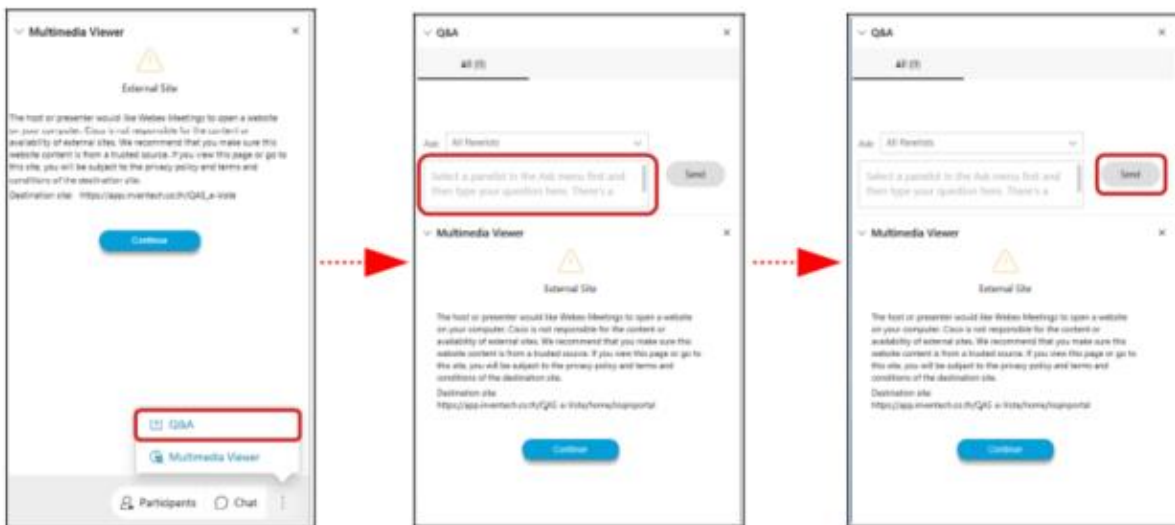 Multimedia Viewer
External Site
The host or presenter would like Webex Meetings to open a website
on your computer. Cisco is not responsible for the content or
availability of external sites. We recommend that you make sure this
website content is from a trusted source. If you view this page or go to
this site, you will be subject to the privacy policy and terms and
conditions of the destination site.
Destination site: https://app.inventech.co.th/QAS_e-Vote
Continue
Q&A
Multimedia Viewer
Participants
Chat
Q&A
All (0)
Ask: All Panelists
Select a panelist in the Ask menu first and
then type your question here. There's a
Send
Multimedia Viewer
External Site
The host or presenter would like Webex Meetings to open a website
on your computer. Cisco is not responsible for the content or
availability of external sites. We recommend that you make sure this
website content is from a trusted source. If you view this page or go to
this site, you will be subject to the privacy policy and terms and
conditions of the destination site.
Destination site:
Continue
Q&A
All (0)
Ask: All Panelists
Select a panelist in the Ask menu first and
then type your question here. There's a
Send
Multimedia Viewer
External Site
The host or presenter would like Webex Meetings to open a website
on your computer. Cisco is not responsible for the content or
availability of external sites. We recommend that you make sure this
website content is from a trusted source. If you view this page or go to
this site, you will be subject to the privacy policy and terms and
conditions of the destination site.
Destination site:
Continue